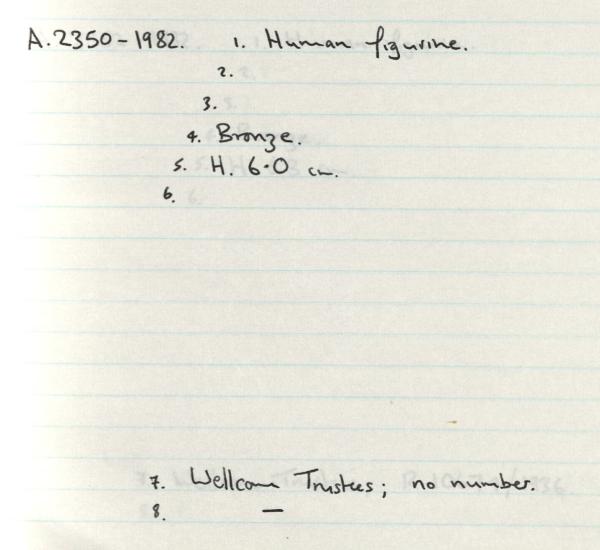 A.2350-1982. 1. Human figurine.
2.
3.
4. Bronze.
5. H. 6.0 cm.
6.
7. Wellcome Trustees; no number.
8. —